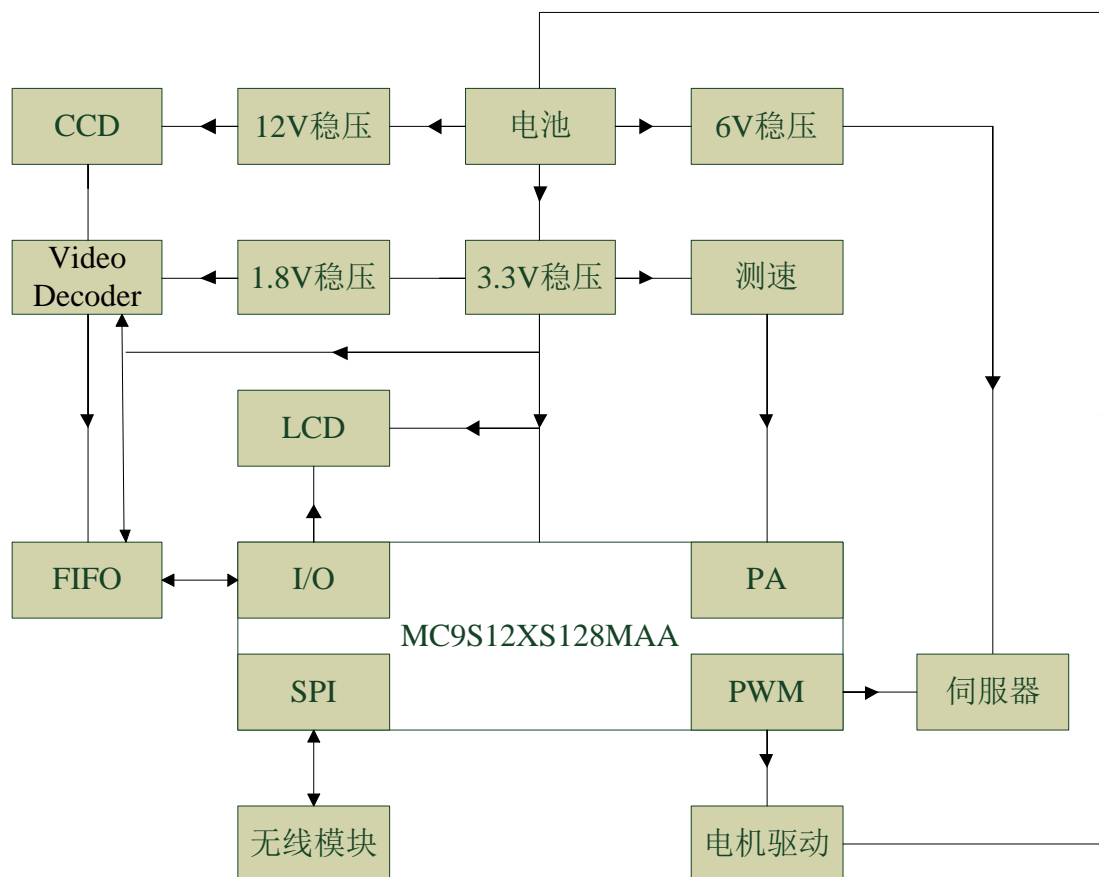 CCD
12V稳压
电池
6V稳压
Video
Decoder
1.8V稳压
3.3V稳压
测速
LCD
FIFO
I/O
PA
MC9S12XS128MAA
SPI
PWM
伺服器
无线模块
电机驱动